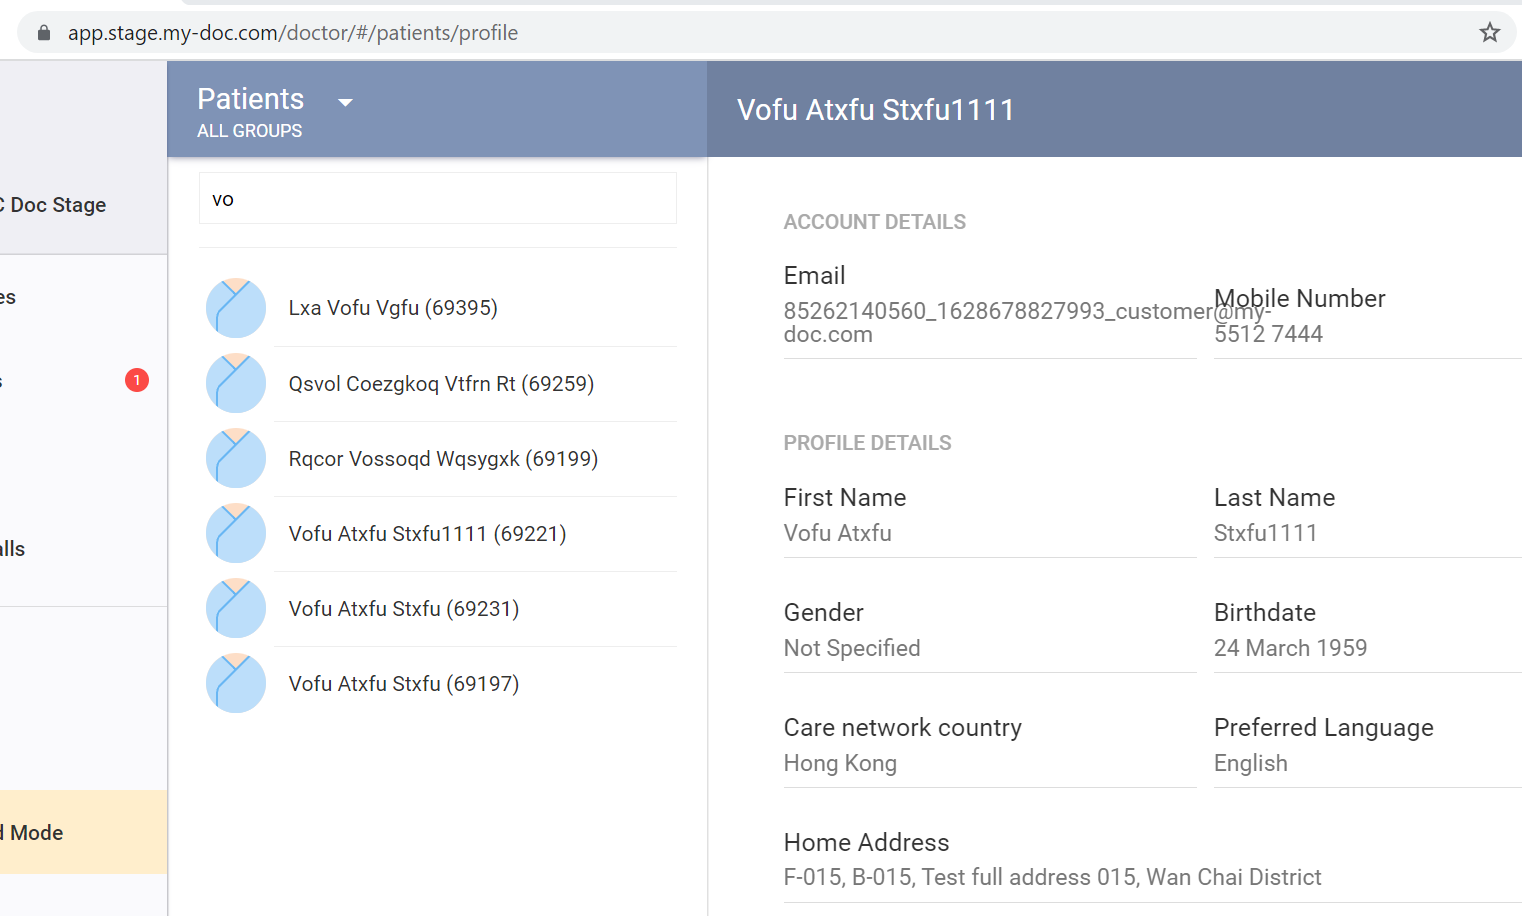 app.stage.my-doc.com/doctor/#/patients/profile
Patients
ALL GROUPS
Vofu Atxfu Stxfu1111
Doc Stage
1
Mode
vo
Lxa Vofu Vgfu (69395)
Qsvol Coezgkoq Vtfrn Rt (69259)
Rqcor Vossoqd Wqsygxk (69199)
Vofu Atxfu Stxfu1111 (69221)
Vofu Atxfu Stxfu (69231)
Vofu Atxfu Stxfu (69197)
ACCOUNT DETAILS
Email
85262140560_1628678827993_customer@my-
doc.com
Mobile Number
5512 7444
PROFILE DETAILS
First Name
Vofu Atxfu
Last Name
Stxfu1111
Gender
Not Specified
Birthdate
24 March 1959
Care network country
Hong Kong
Preferred Language
English
Home Address
F-015, B-015, Test full address 015, Wan Chai District